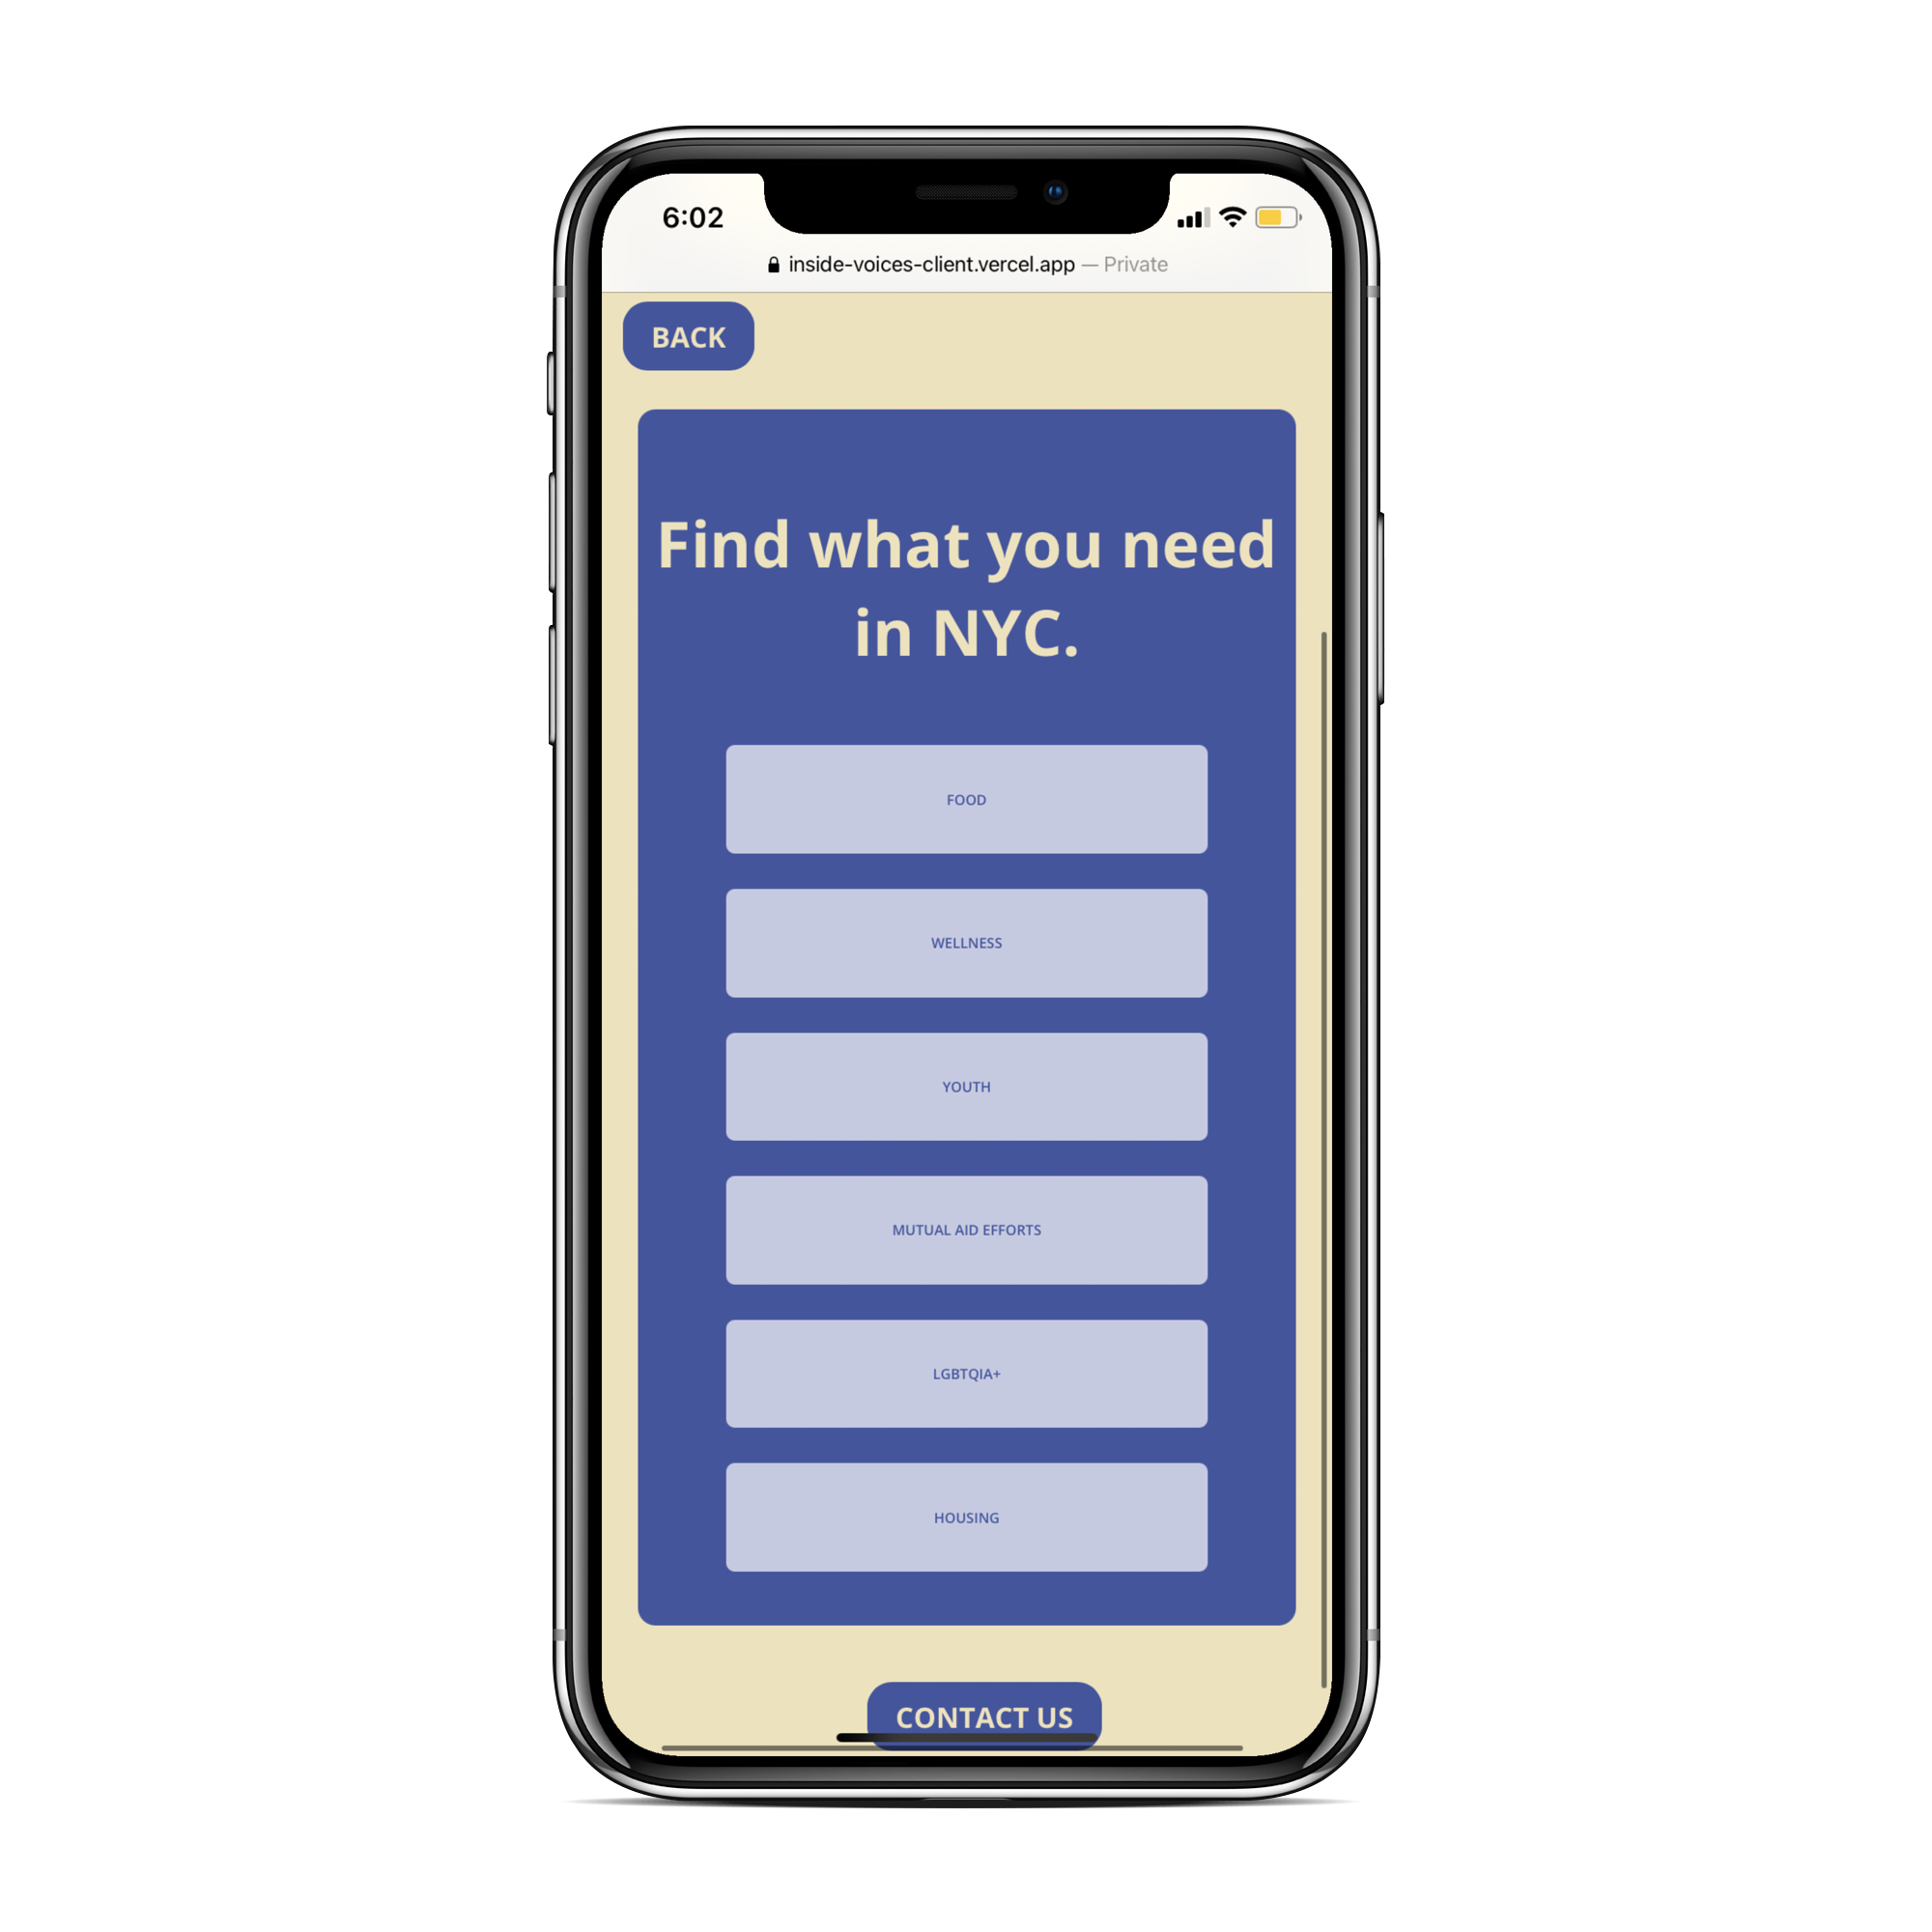 6:02
inside-voices-client.vercel.app — Private
BACK
Find what you need
in NYC.
FOOD
WELLNESS
YOUTH
MUTUAL AID EFFORTS
LGBTQIA+
HOUSING
CONTACT US